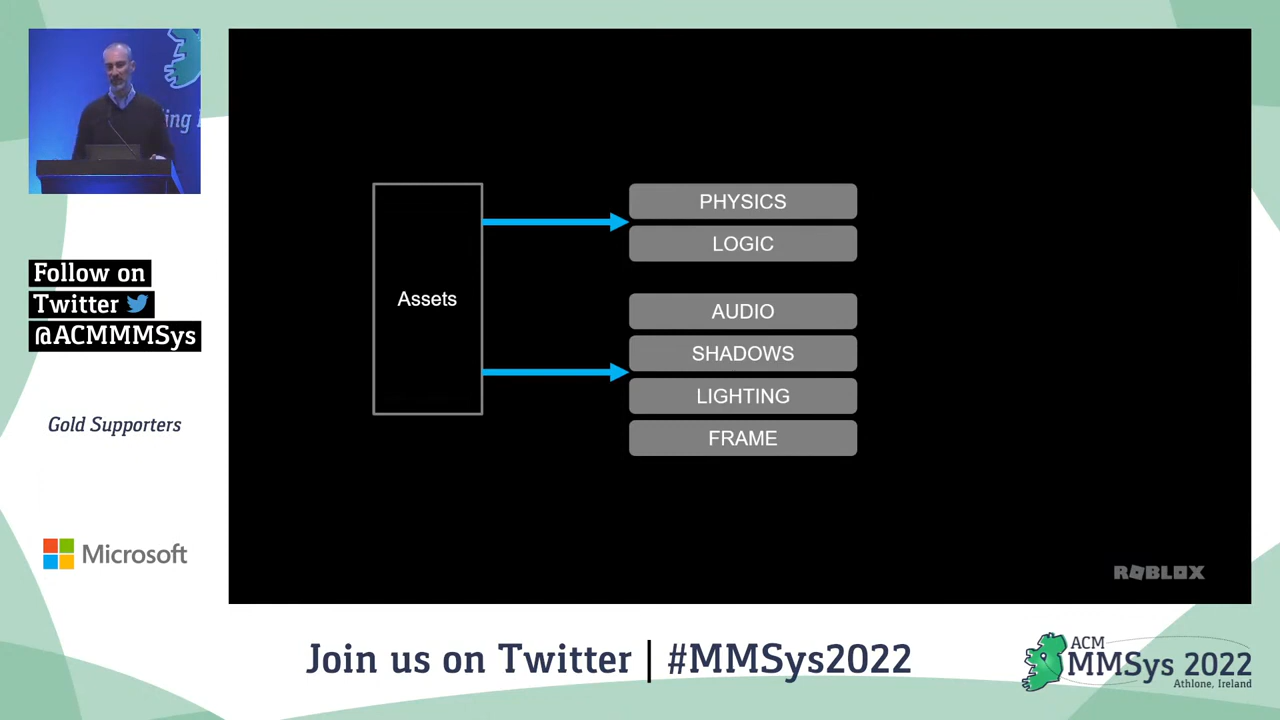 ing
Follow on
Twitter
@ACMMMSys
Gold Supporters
Microsoft
Assets
PHYSICS
LOGIC
AUDIO
SHADOWS
LIGHTING
FRAME
ROBLOX
Join us on Twitter | #MMSys2022
ACM
MMSys 2022
Athlone, Ireland